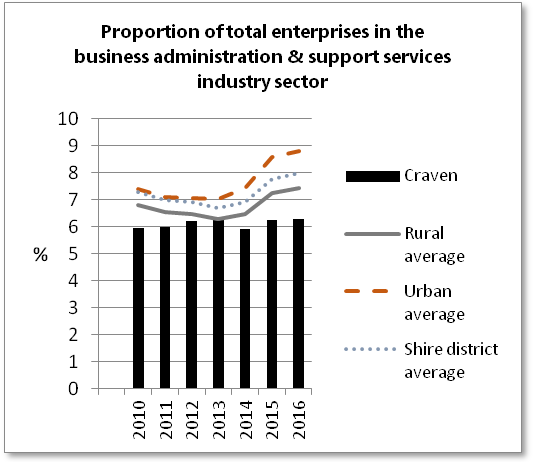 Proportion of total enterprises in the
business administration & support services
industry sector
10
9
8
7
6
5
4
3
2
1
0
%
2010
2011
2012
2013
2014
2015
2016
Craven
Rural
average
Urban
average
Shire district
average